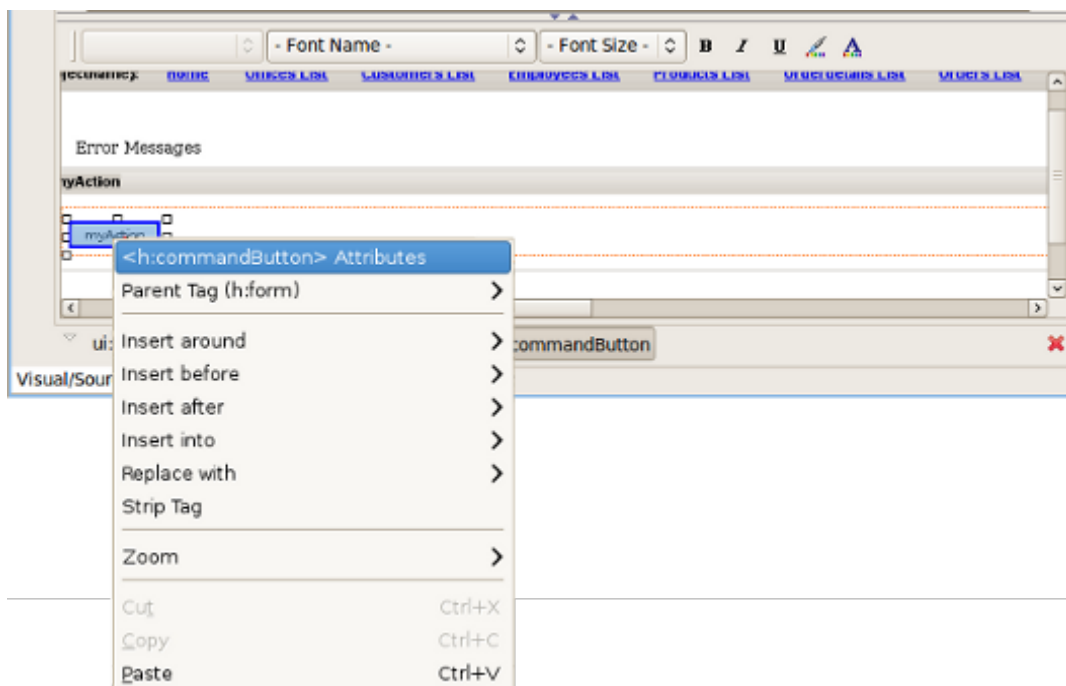 - Font Name - - Font Size - B I U A
home Offices List Customers List Employees List Products List Orderdetails List Orders List
Error Messages
myAction
myAction
<h:commandButton> Attributes
Parent Tag (h:form)
ui: commandButton
Insert around
Visual/Sour
Insert before
Insert after
Insert into
Replace with
Strip Tag
Zoom
Cut Ctrl+X
Copy Ctrl+C
Paste Ctrl+V